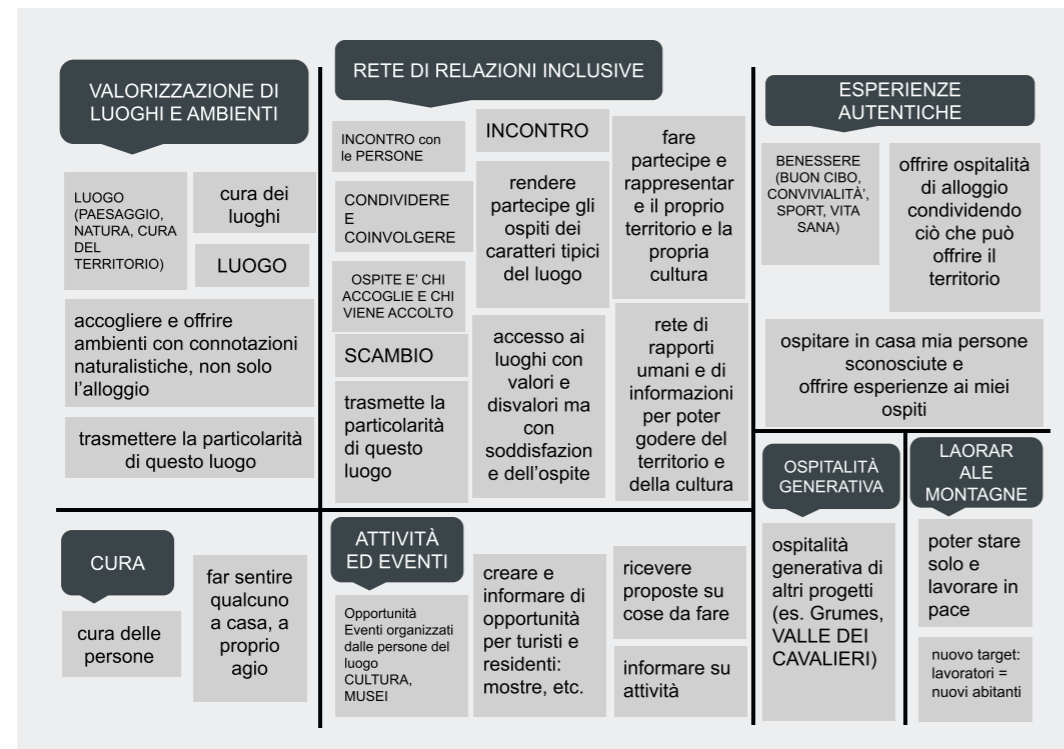 VALORIZZAZIONE DI
LUOGHI E AMBIENTI
LUOGO
(PAESAGGIO,
NATURA, CURA
DEL
TERRITORIO)
cura dei
luoghi
LUOGO
accogliere e offrire
ambienti con connotazioni
naturalistiche, non solo
l'alloggio
trasmettere la particolarità
di questo luogo
RETE DI RELAZIONI INCLUSIVE
INCONTRO con
le PERSONE
CONDIVIDERE
E
COINVOLGERE
OSPITE E' CHI
ACCOGLIE E CHI
VIENE ACCOLTO
SCAMBIO
trasmette la
particolarità
di questo
luogo
INCONTRO
rendere
partecipe gli
ospiti dei
caratteri tipici
del luogo
accesso ai
luoghi con
valori e
disvalori ma
con
soddisfazion
e dell'ospite
fare
partecipe e
rappresentar
e il proprio
territorio e la
propria
cultura
rete di
rapporti
umani e di
informazioni
per poter
godere del
territorio e
della cultura
ESPERIENZE
AUTENTICHE
BENESSERE
(BUON CIBO,
CONVIVIALITÀ',
SPORT, VITA
SANA)
offrire ospitalità
di alloggio
condividendo
ciò che può
offrire il
territorio
ospitare in casa mia persone
sconosciute e
offrire esperienze ai miei
ospiti
CURA
cura delle
persone
far sentire
qualcuno
a casa, a
proprio
agio
ATTIVITÀ
ED EVENTI
Opportunità
Eventi organizzati
dalle persone del
luogo
CULTURA,
MUSEI
creare e
informare di
opportunità
per turisti e
residenti:
mostre, etc.
ricevere
proposte su
cose da fare
informare su
attività
OSPITALITÀ
GENERATIVA
ospitalità
generativa di
altri progetti
(es. Grumes,
VALLE DEI
CAVALIERI)
LAORAR
ALE
MONTAGNE
poter stare
solo e
lavorare in
pace
nuovo target:
lavoratori =
nuovi abitanti